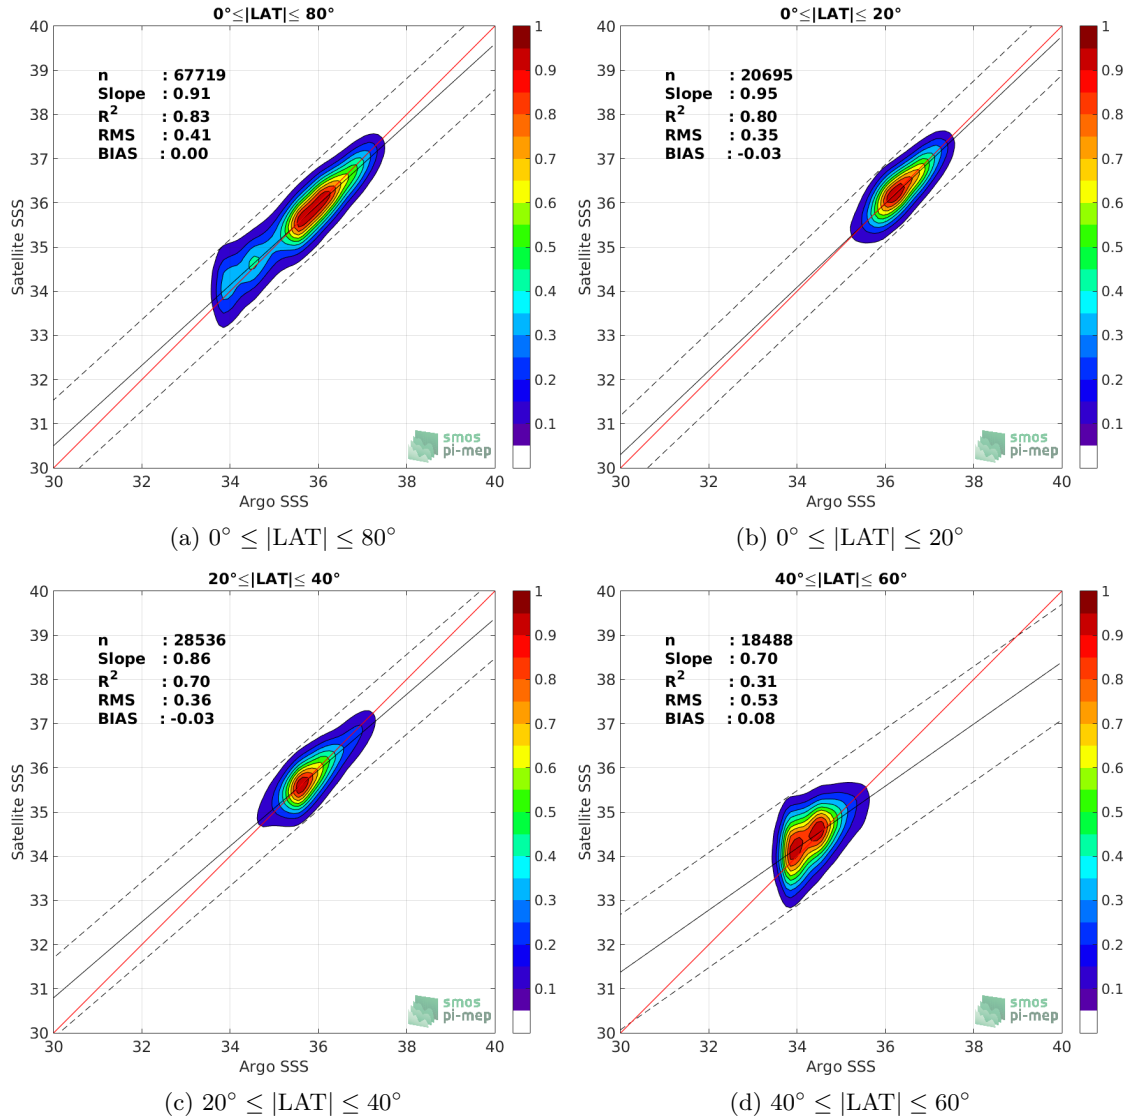 0°≤|LAT|≤ 80°
n : 67719
Slope : 0.91
R² : 0.83
RMS : 0.41
BIAS : 0.00
40
39
38
37
36
35
34
33
32
31
30
30
32
34
36
38
40
Satellite SSS
Argo SSS
1
0.9
0.8
0.7
0.6
0.5
0.4
0.3
0.2
0.1
smos
pi-mep
(a) 0° ≤ |LAT| ≤ 80°
0°≤|LAT|≤ 20°
n : 20695
Slope : 0.95
R² : 0.80
RMS : 0.35
BIAS : -0.03
40
39
38
37
36
35
34
33
32
31
30
30
32
34
36
38
40
Satellite SSS
Argo SSS
1
0.9
0.8
0.7
0.6
0.5
0.4
0.3
0.2
0.1
smos
pi-mep
(b) 0° ≤ |LAT| ≤ 20°
20°≤|LAT|≤ 40°
n : 28536
Slope : 0.86
R² : 0.70
RMS : 0.36
BIAS : -0.03
40
39
38
37
36
35
34
33
32
31
30
30
32
34
36
38
40
Satellite SSS
Argo SSS
1
0.9
0.8
0.7
0.6
0.5
0.4
0.3
0.2
0.1
smos
pi-mep
(c) 20° ≤ |LAT| ≤ 40°
40°≤|LAT|≤ 60°
n : 18488
Slope : 0.70
R² : 0.31
RMS : 0.53
BIAS : 0.08
40
39
38
37
36
35
34
33
32
31
30
30
32
34
36
38
40
Satellite SSS
Argo SSS
1
0.9
0.8
0.7
0.6
0.5
0.4
0.3
0.2
0.1
smos
pi-mep
(d) 40° ≤ |LAT| ≤ 60°